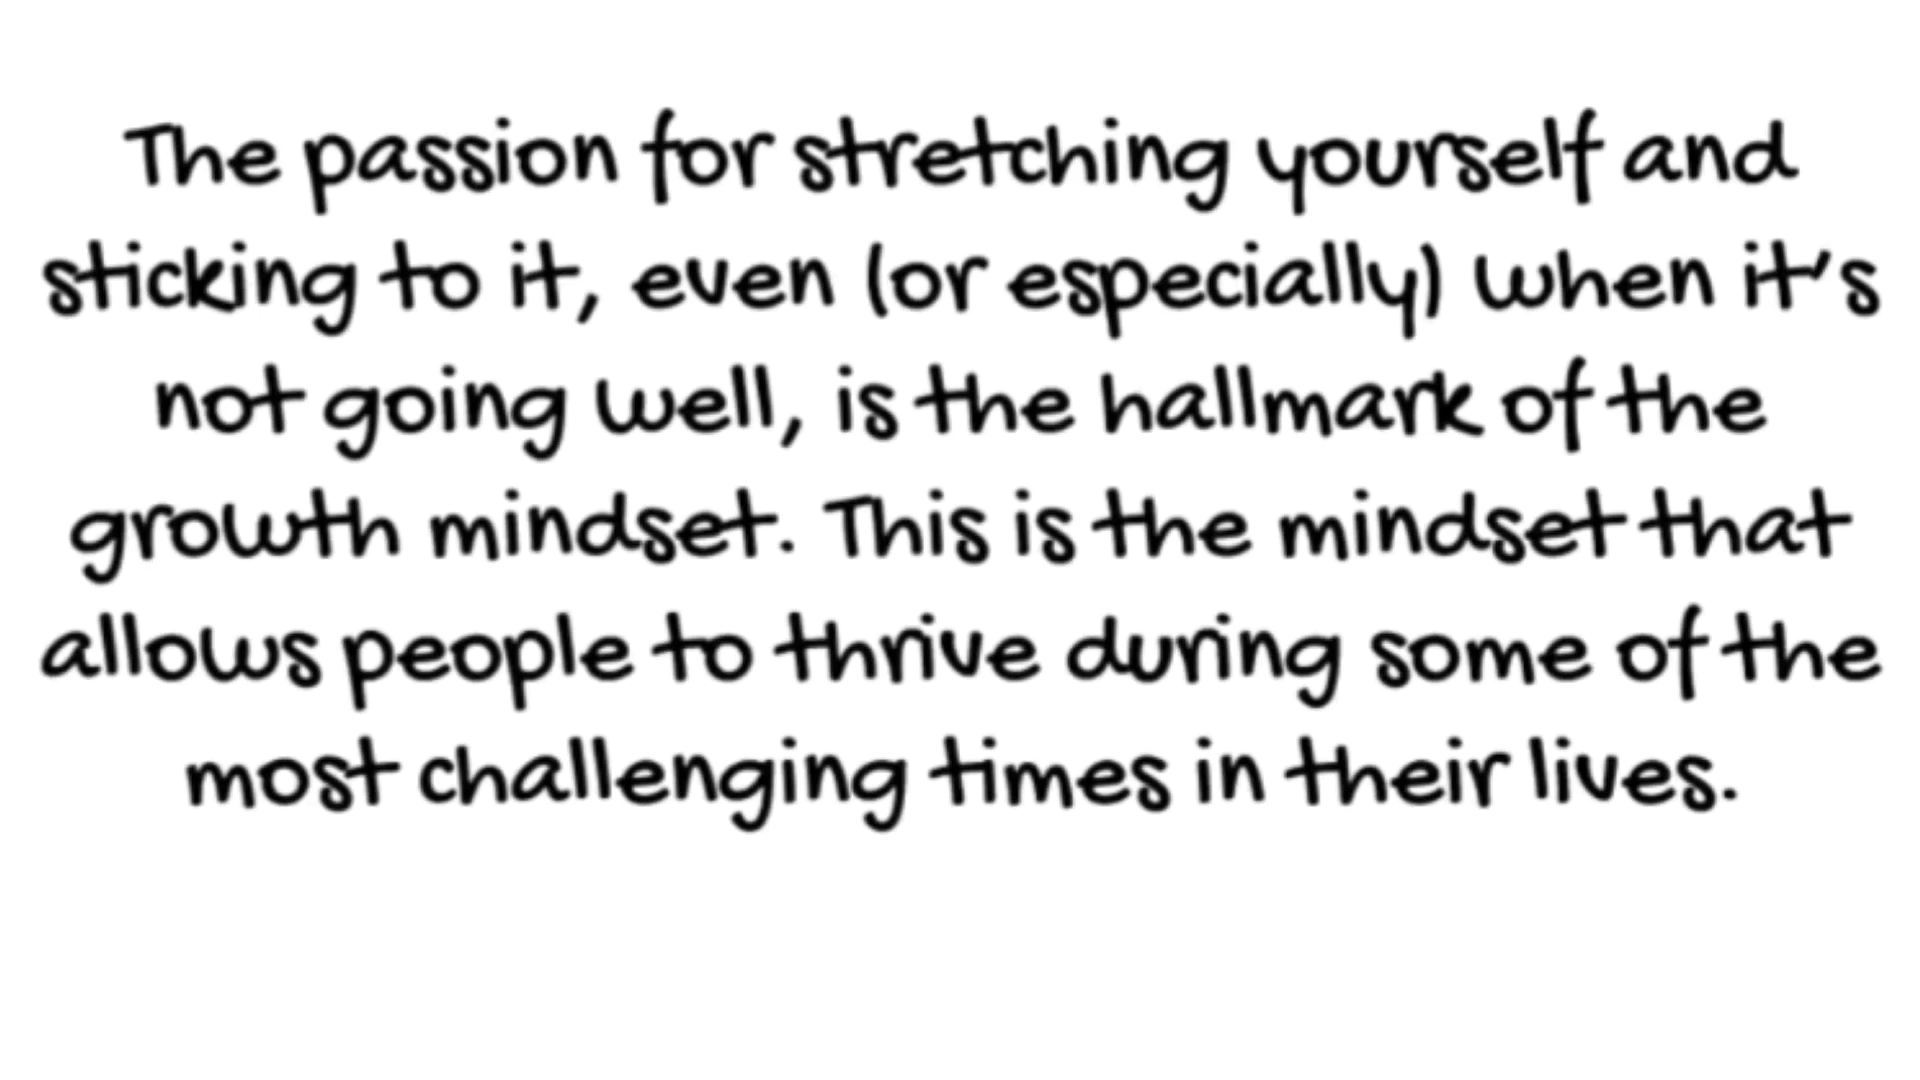 The passion for stretching yourself and
sticking to it, even (or especially) when it's
not going well, is the hallmark of the
growth mindset. This is the mindset that
allows people to thrive during some of the
most challenging times in their lives.